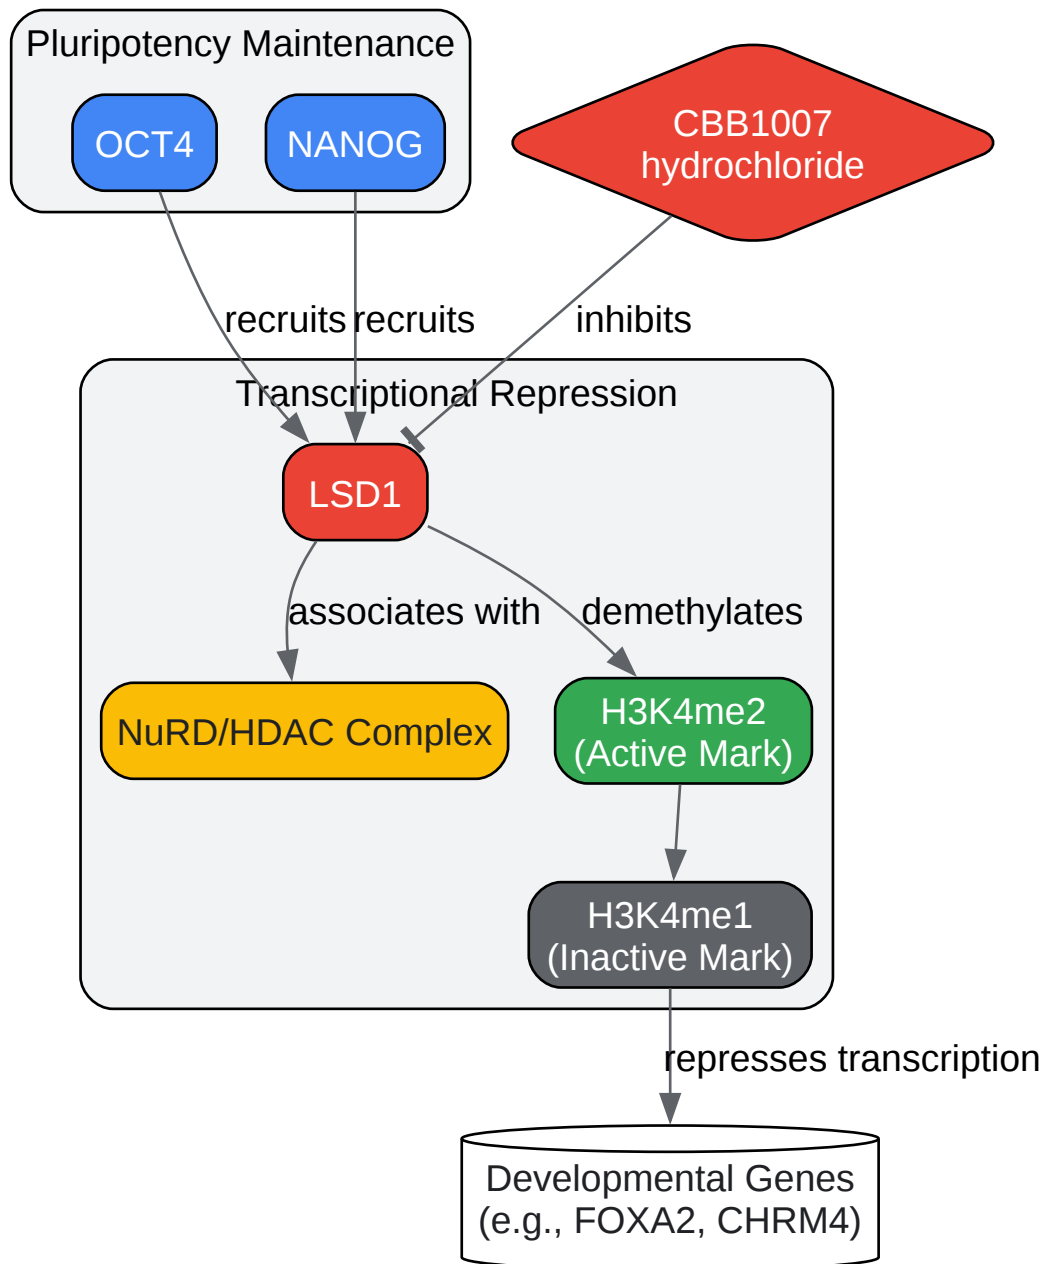 Pluripotency Maintenance
OCT4
NANOG
CBB1007
hydrochloride
recruits
recruits
inhibits
Transcriptional Repression
LSD1
associates with
demethylates
NuRD/HDAC Complex
H3K4me2
(Active Mark)
H3K4me1
(Inactive Mark)
represses transcription
Developmental Genes
(e.g., FOXA2, CHRM4)